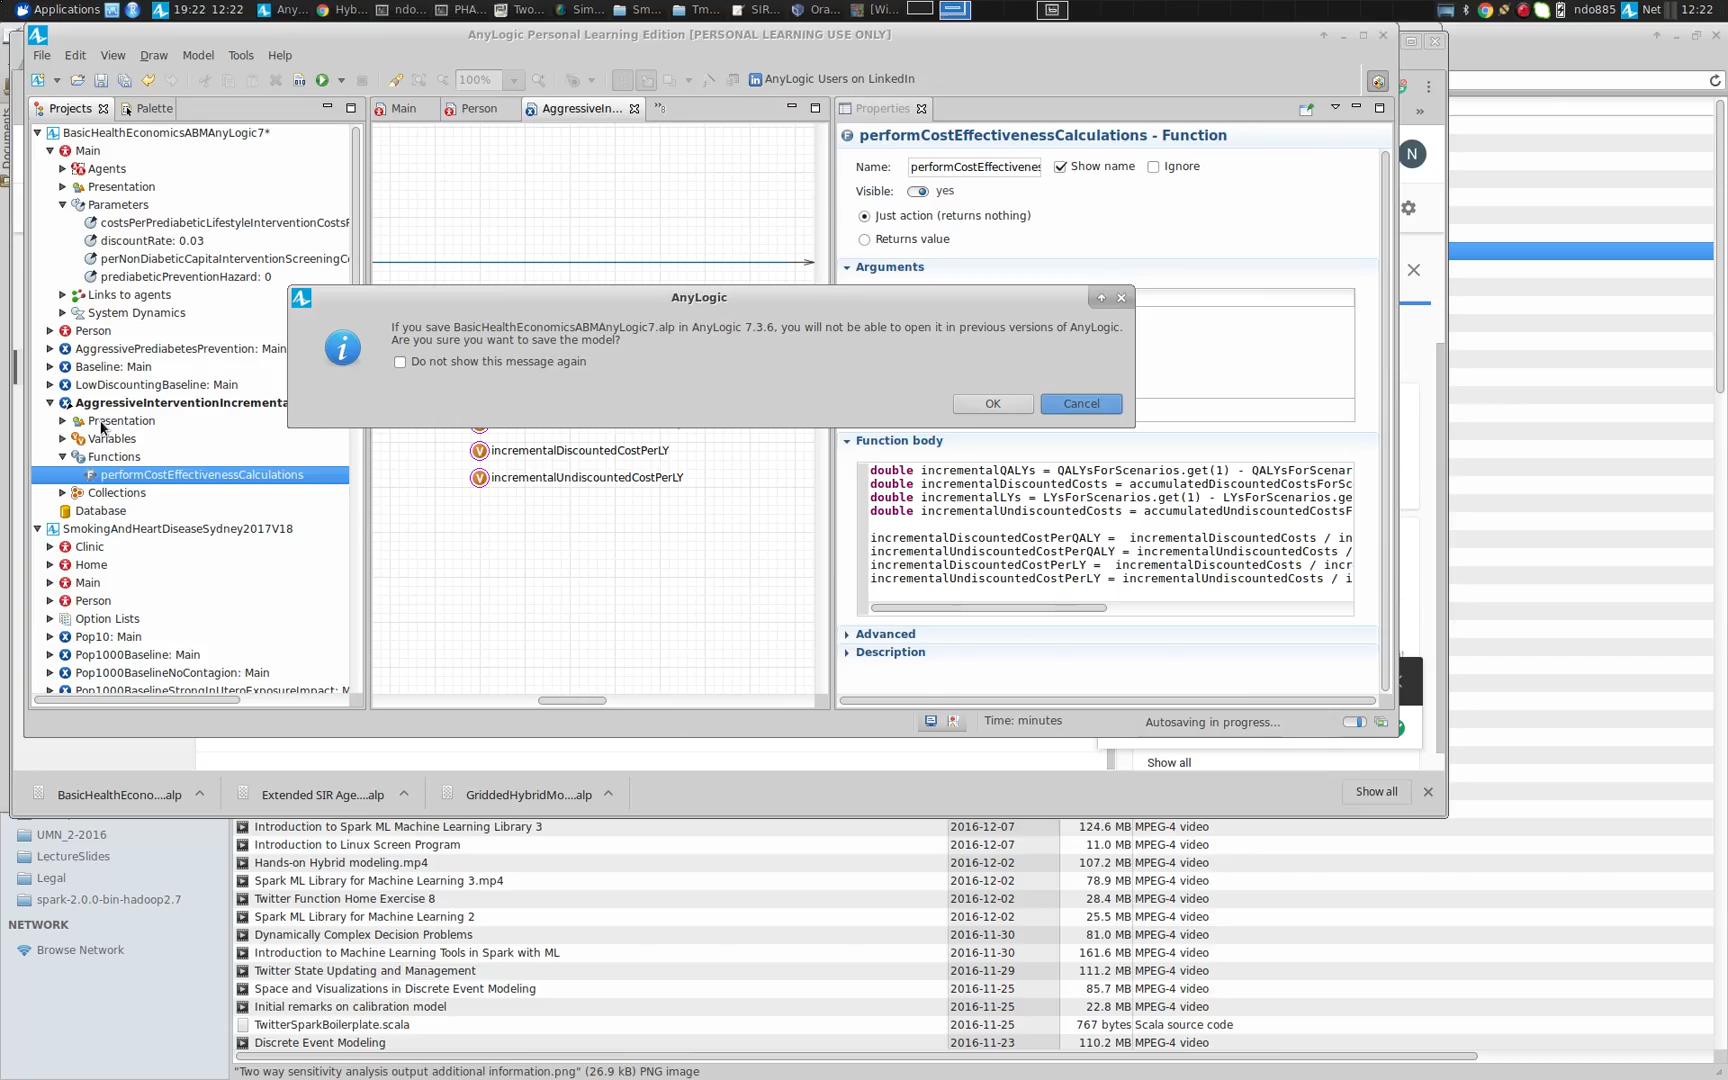 Applications 19:22 12:22 Any... Hyb... ndo... PHA... Two... Sim... Sm... Tm... SIR... Ora... [Wi... ndo885 Net 12:22
AnyLogic Personal Learning Edition [PERSONAL LEARNING USE ONLY]
File Edit View Draw Model Tools Help
100% AnyLogic Users on LinkedIn
Projects Palette Main Person AggressiveIn... 8 Properties
BasicHealthEconomicsABMAnyLogic7*
Main
Agents
Presentation
Parameters
costsPerPrediabeticLifestyleInterventionCosts
discountRate: 0.03
perNonDiabeticCapitaInterventionScreeningCo
prediabeticPreventionHazard: 0
Links to agents
System Dynamics
Person
AggressivePrediabetesPrevention: Main
Baseline: Main
LowDiscountingBaseline: Main
AggressiveInterventionIncrementa
Presentation
Variables
Functions
performCostEffectivenessCalculations
Collections
Database
SmokingAndHeartDiseaseSydney2017V18
Clinic
Home
Main
Person
Option Lists
Pop10: Main
Pop1000Baseline: Main
Pop1000BaselineNoContagion: Main
Pop1000BaselineStrongInUteroExposureImpact: M
incrementalDiscountedCostPerLY
incrementalUndiscountedCostPerLY
performCostEffectivenessCalculations - Function
Name: performCostEffectivenes Show name Ignore
Visible: yes
Just action (returns nothing)
Returns value
Arguments
AnyLogic
If you save BasicHealthEconomicsABMAnyLogic7.alp in AnyLogic 7.3.6, you will not be able to open it in previous versions of AnyLogic.
Are you sure you want to save the model?
Do not show this message again
OK Cancel
Function body
double incrementalQALYs = QALYsForScenarios.get(1) - QALYsForScenar
double incrementalDiscountedCosts = accumulatedDiscountedCostsForSc
double incrementalLYs = LYsForScenarios.get(1) - LYsForScenarios.ge
double incrementalUndiscountedCosts = accumulatedUndiscountedCostsF
incrementalDiscountedCostPerQALY =  incrementalDiscountedCosts / in
incrementalUndiscountedCostPerQALY = incrementalUndiscountedCosts /
incrementalDiscountedCostPerLY =  incrementalDiscountedCosts / incr
incrementalUndiscountedCostPerLY = incrementalUndiscountedCosts / i
Advanced
Description
Time: minutes Autosaving in progress...
N
Documents
Show all
BasicHealthEcono....alp Extended SIR Age....alp GriddedHybridMo....alp Show all
UMN_2-2016
LectureSlides
Legal
spark-2.0.0-bin-hadoop2.7
NETWORK
Browse Network
Introduction to Spark ML Machine Learning Library 3 2016-12-07 124.6 MB MPEG-4 video
Introduction to Linux Screen Program 2016-12-07 11.0 MB MPEG-4 video
Hands-on Hybrid modeling.mp4 2016-12-02 107.2 MB MPEG-4 video
Spark ML Library for Machine Learning 3.mp4 2016-12-02 78.9 MB MPEG-4 video
Twitter Function Home Exercise 8 2016-12-02 28.4 MB MPEG-4 video
Spark ML Library for Machine Learning 2 2016-12-02 25.5 MB MPEG-4 video
Dynamically Complex Decision Problems 2016-11-30 81.0 MB MPEG-4 video
Introduction to Machine Learning Tools in Spark with ML 2016-11-30 161.6 MB MPEG-4 video
Twitter State Updating and Management 2016-11-29 111.2 MB MPEG-4 video
Space and Visualizations in Discrete Event Modeling 2016-11-25 85.7 MB MPEG-4 video
Initial remarks on calibration model 2016-11-25 22.8 MB MPEG-4 video
TwitterSparkBoilerplate.scala 2016-11-25 767 bytes Scala source code
Discrete Event Modeling 2016-11-23 110.2 MB MPEG-4 video
"Two way sensitivity analysis output additional information.png" (26.9 kB) PNG image